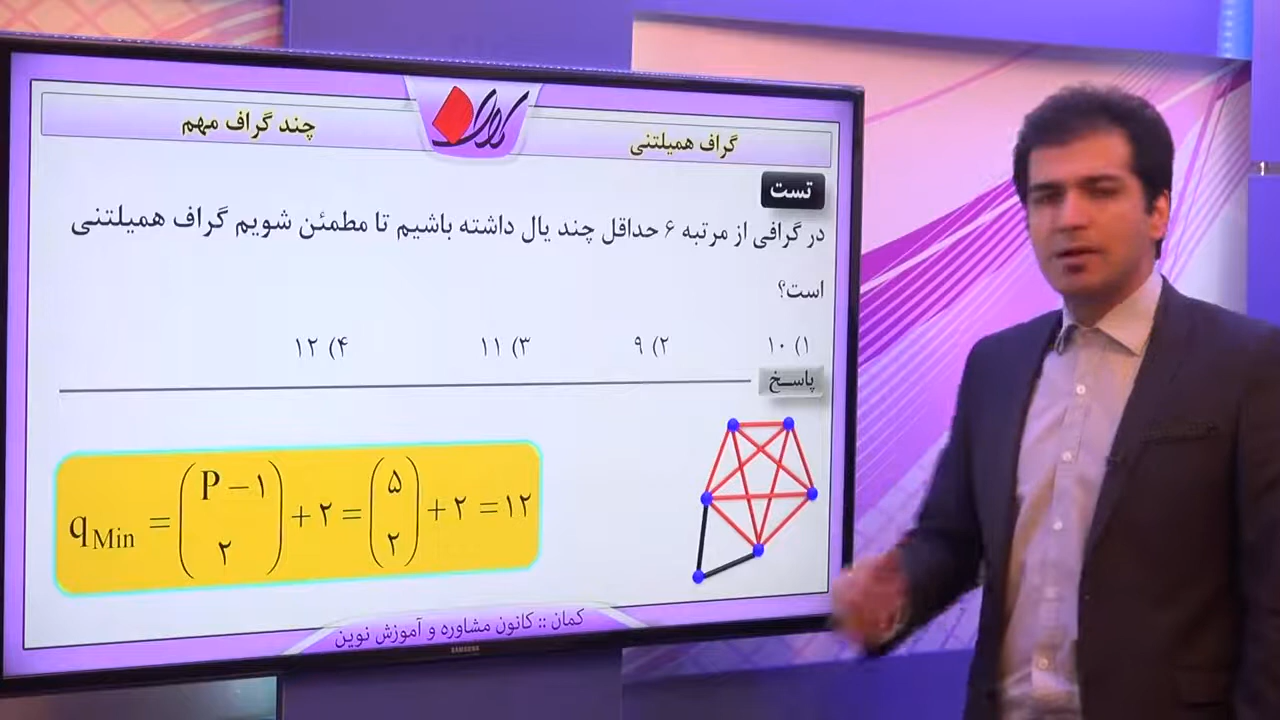 گراف همیلتنی
چند گراف مهم
تست
در گرافی از مرتبه ۶ حداقل چند یال داشته باشیم تا مطمئن شویم گراف همیلتنی
است؟
۱) ۱۰ ۲) ۹ ۳) ۱۱ ۴) ۱۲
پاسخ
q_Min = (P − ۱ ۲) + ۲ = (۵ ۲) + ۲ = ۱۲
کمان :: کانون مشاوره و آموزش نوین
SAMSUNG